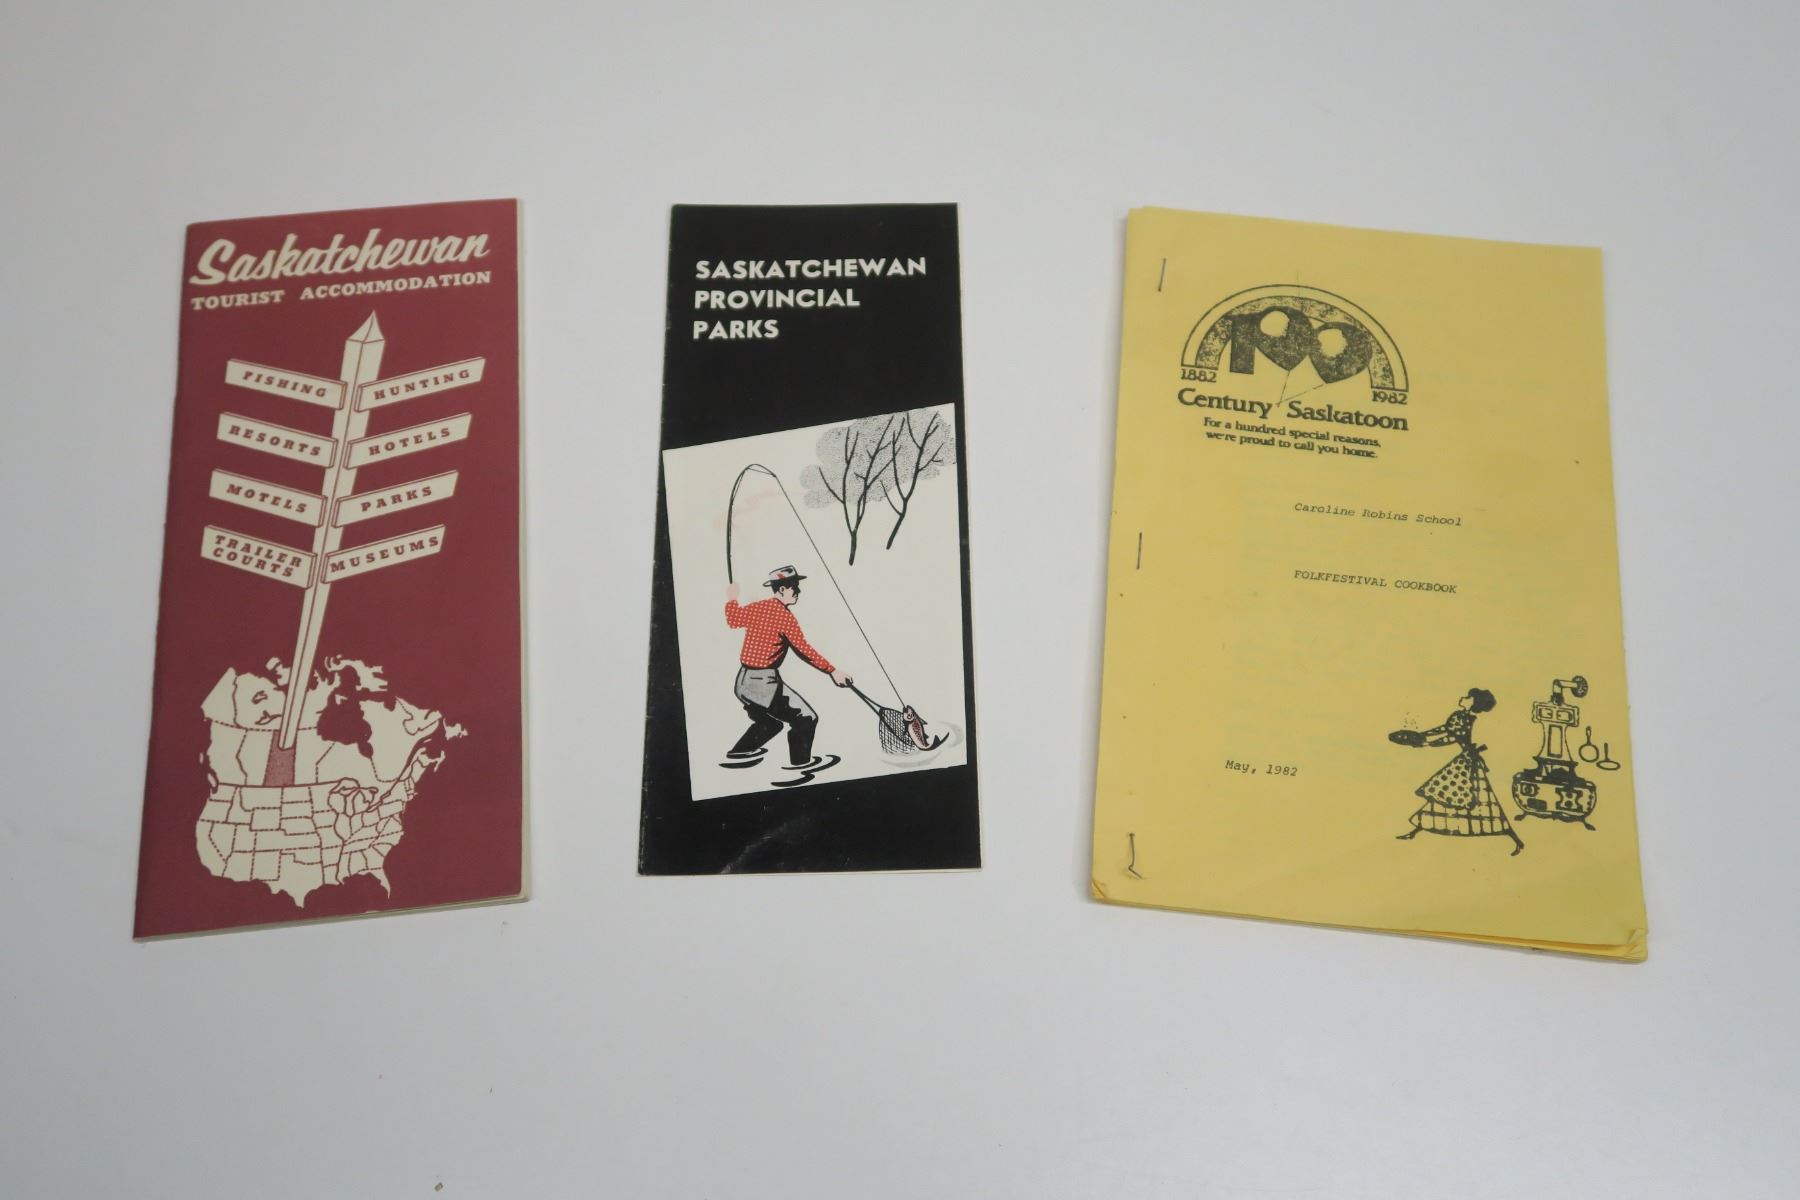 Saskatchewan
TOURIST ACCOMMODATION
FISHING
HUNTING
RESORTS
HOTELS
MOTELS
PARKS
TRAILER
COURTS
MUSEUMS
SASKATCHEWAN
PROVINCIAL
PARKS
1882
1982
Century Saskatoon
For a hundred special reasons,
we're proud to call you home.
Caroline Robins School
FOLKFESTIVAL COOKBOOK
May, 1982